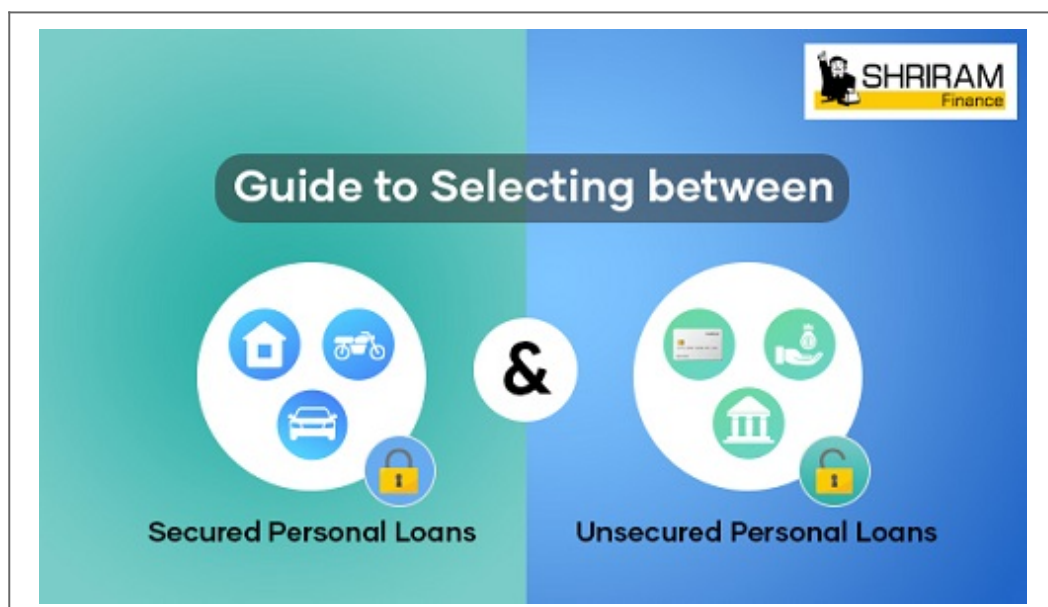 SHRIRAM
Finance
Guide to Selecting between
&
Secured Personal Loans
Unsecured Personal Loans